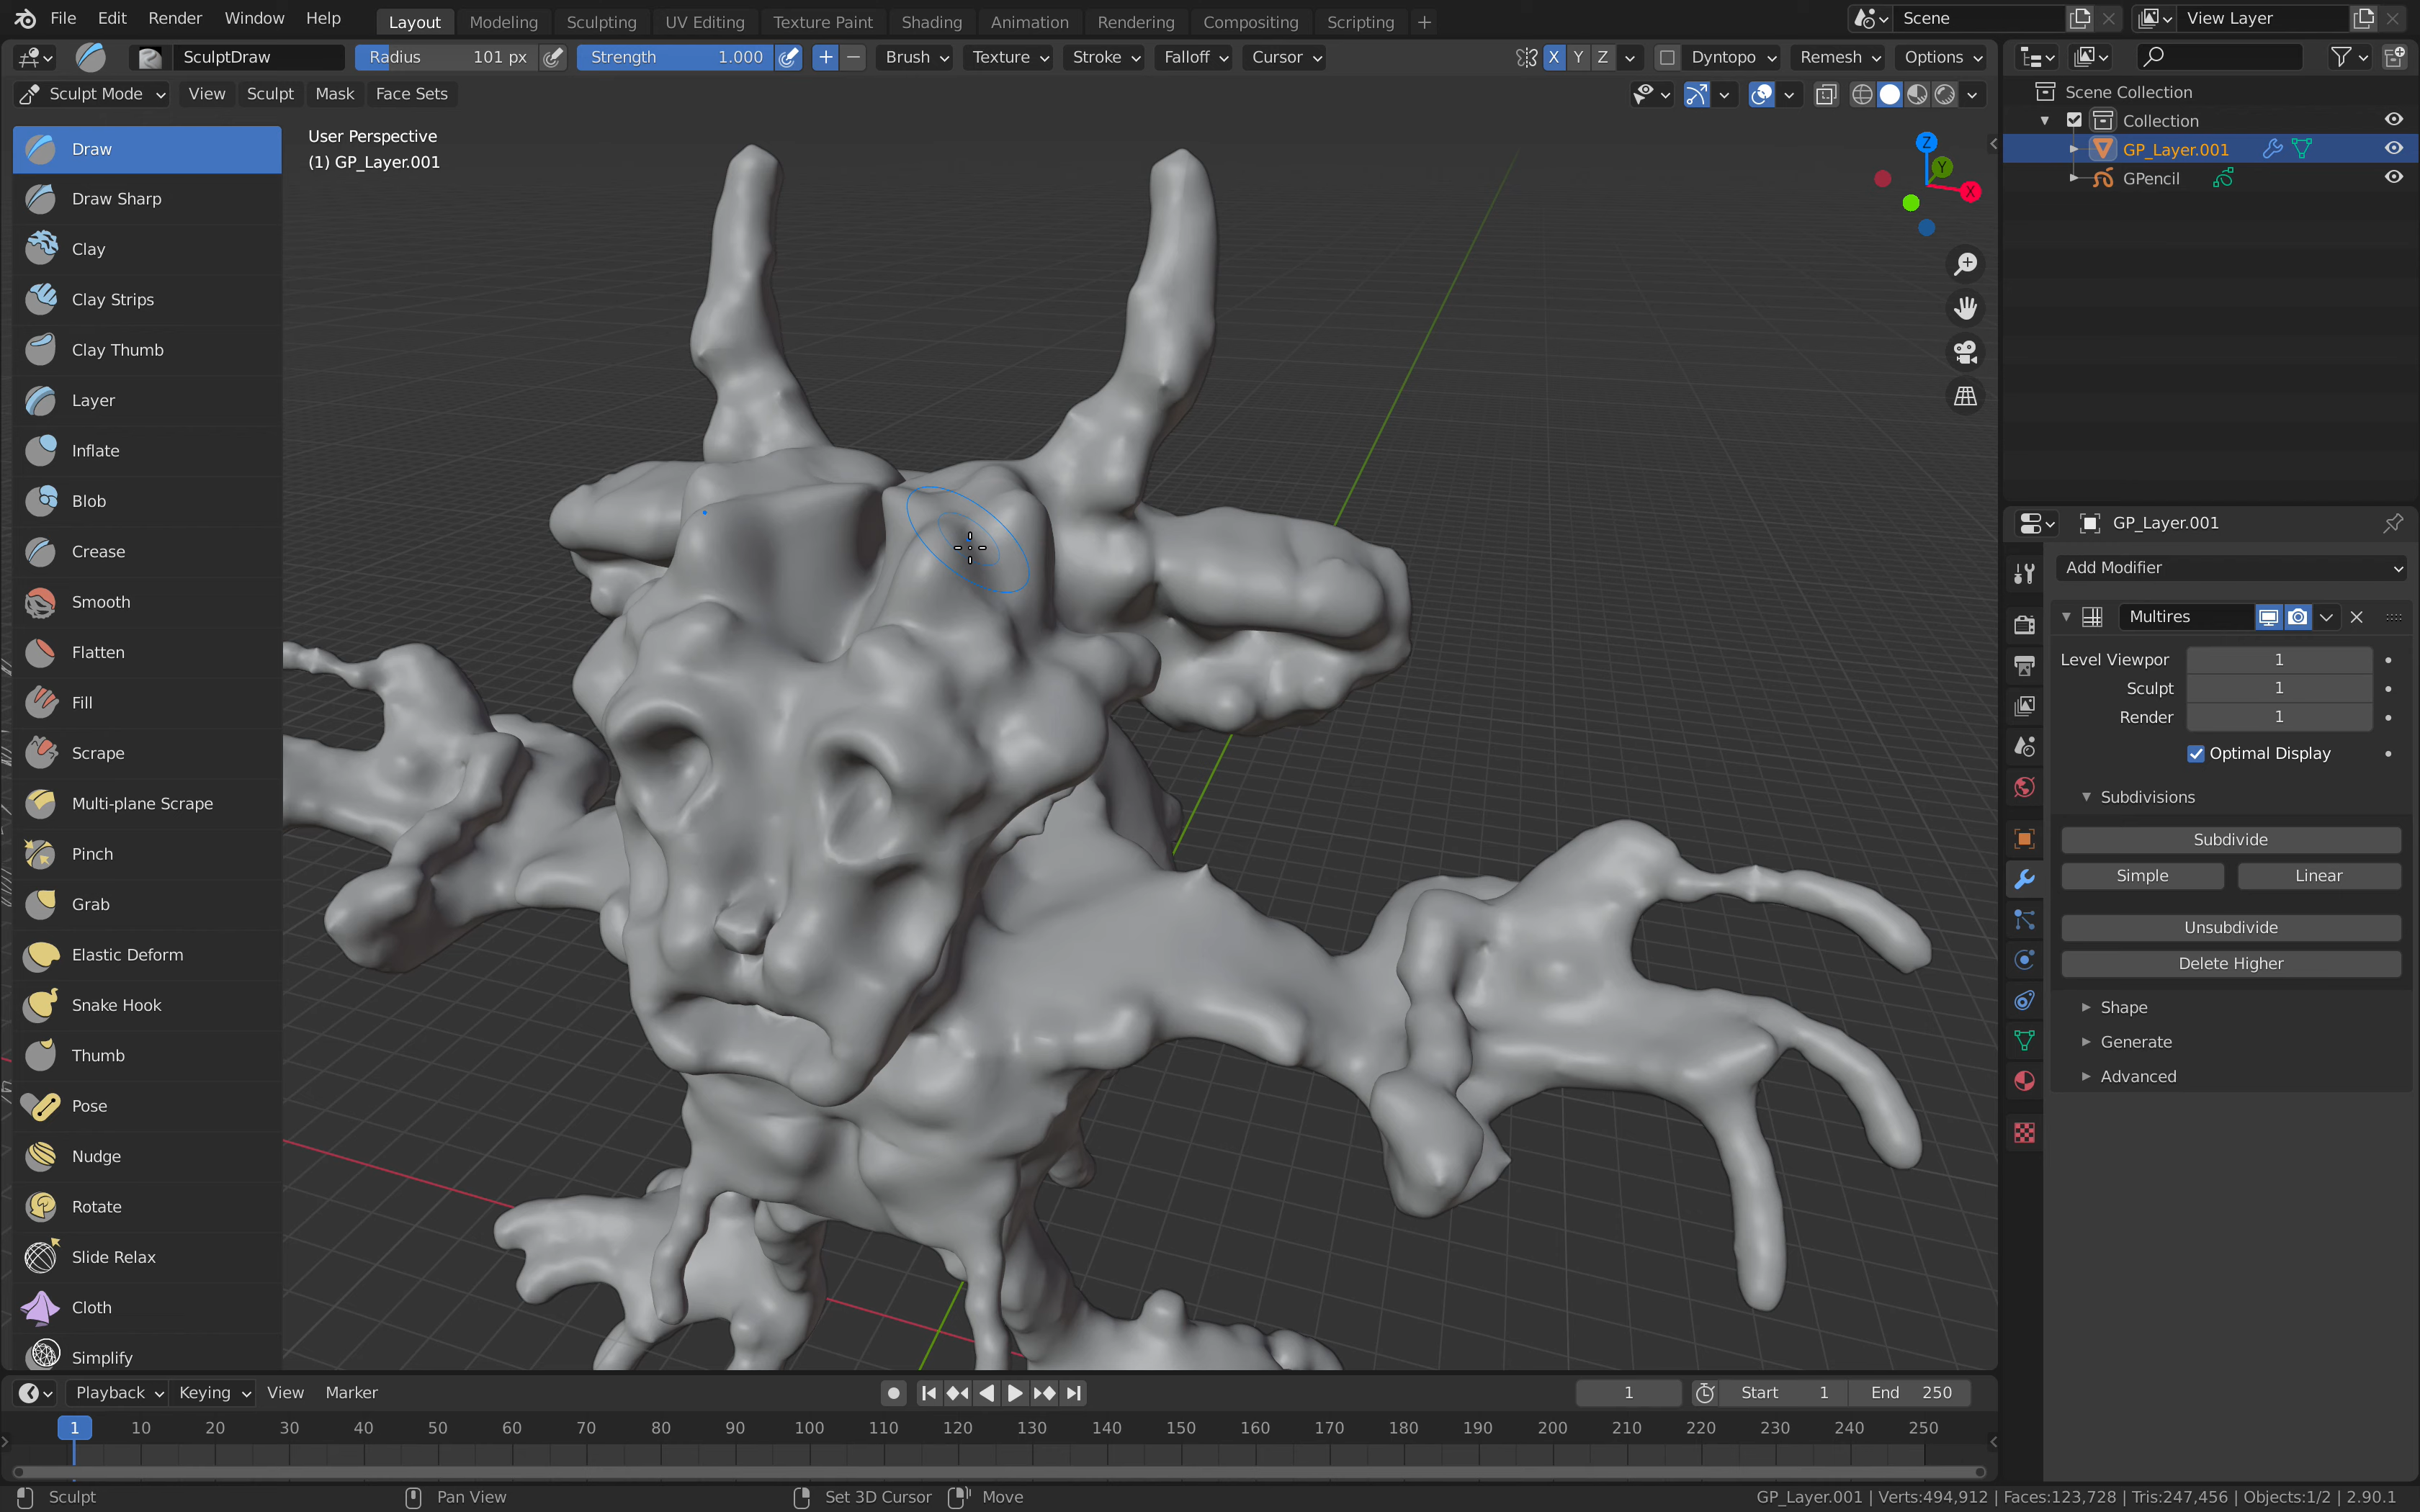 File Edit Render Window Help Layout Modeling Sculpting UV Editing Texture Paint Shading Animation Rendering Compositing Scripting + Scene View Layer
SculptDraw Radius 101 px Strength 1.000 Brush Texture Stroke Falloff Cursor X Y Z Dyntopo Remesh Options
Sculpt Mode View Sculpt Mask Face Sets
User Perspective
(1) GP_Layer.001
Z
Y
X
Draw
Draw Sharp
Clay
Clay Strips
Clay Thumb
Layer
Inflate
Blob
Crease
Smooth
Flatten
Fill
Scrape
Multi-plane Scrape
Pinch
Grab
Elastic Deform
Snake Hook
Thumb
Pose
Nudge
Rotate
Slide Relax
Cloth
Simplify
Scene Collection
Collection
GP_Layer.001
GPencil
GP_Layer.001
Add Modifier
Multires
Level Viewpor 1
Sculpt 1
Render 1
Optimal Display
Subdivisions
Subdivide
Simple Linear
Unsubdivide
Delete Higher
Shape
Generate
Advanced
Playback Keying View Marker 1 Start 1 End 250
1 10 20 30 40 50 60 70 80 90 100 110 120 130 140 150 160 170 180 190 200 210 220 230 240 250
Sculpt Pan View Set 3D Cursor Move GP_Layer.001 | Verts:494,912 | Faces:123,728 | Tris:247,456 | Objects:1/2 | 2.90.1